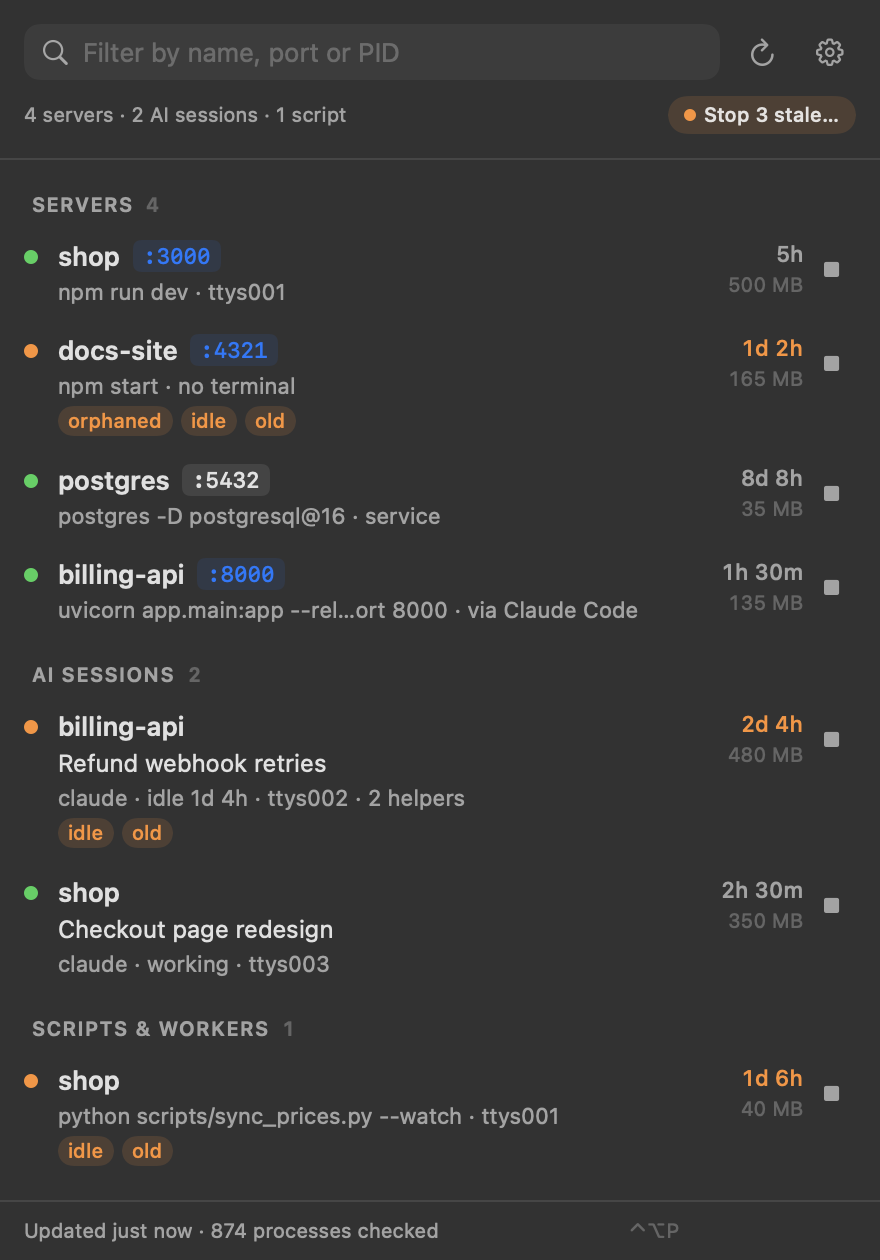 Filter by name, port or PID
4 servers · 2 AI sessions · 1 script
Stop 3 stale…
SERVERS 4
shop :3000 5h
npm run dev · ttys001 500 MB
docs-site :4321 1d 2h
npm start · no terminal 165 MB
orphaned idle old
postgres :5432 8d 8h
postgres -D postgresql@16 · service 35 MB
billing-api :8000 1h 30m
uvicorn app.main:app --rel…ort 8000 · via Claude Code 135 MB
AI SESSIONS 2
billing-api 2d 4h
Refund webhook retries 480 MB
claude · idle 1d 4h · ttys002 · 2 helpers
idle old
shop 2h 30m
Checkout page redesign 350 MB
claude · working · ttys003
SCRIPTS & WORKERS 1
shop 1d 6h
python scripts/sync_prices.py --watch · ttys001 40 MB
idle old
Updated just now · 874 processes checked ⌃⌥P